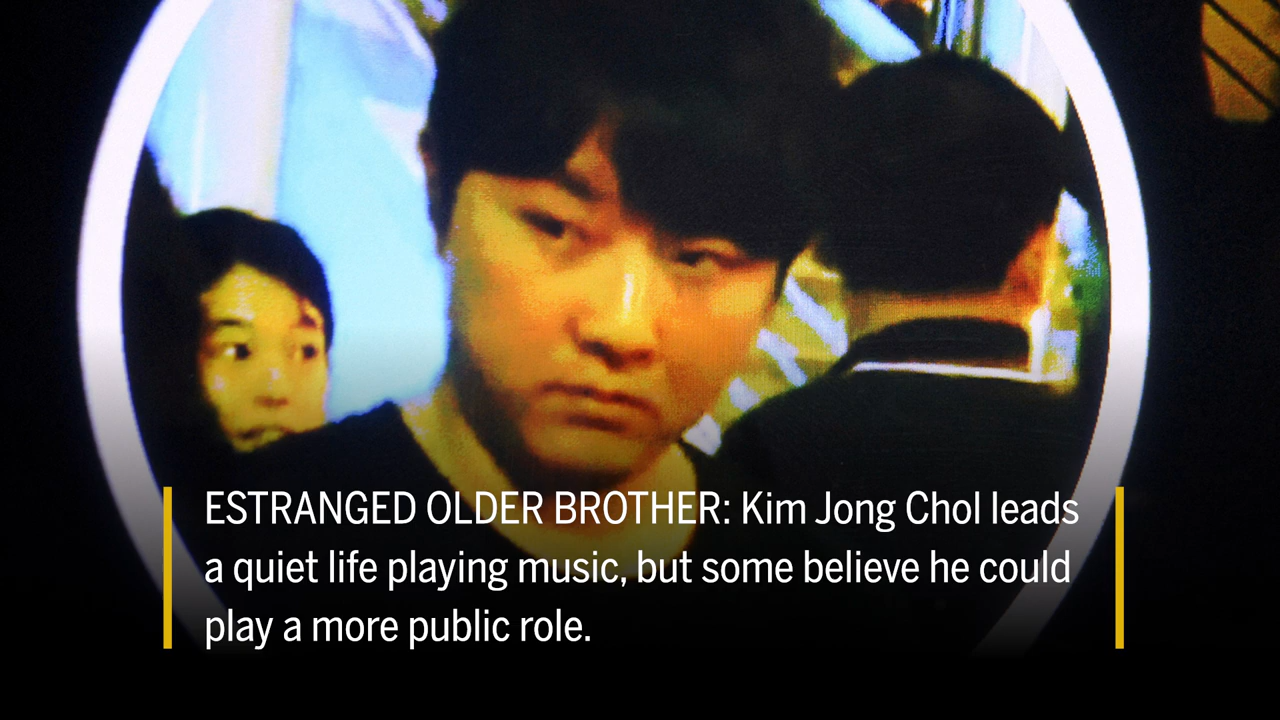 ESTRANGED OLDER BROTHER: Kim Jong Chol leads
a quiet life playing music, but some believe he could
play a more public role.